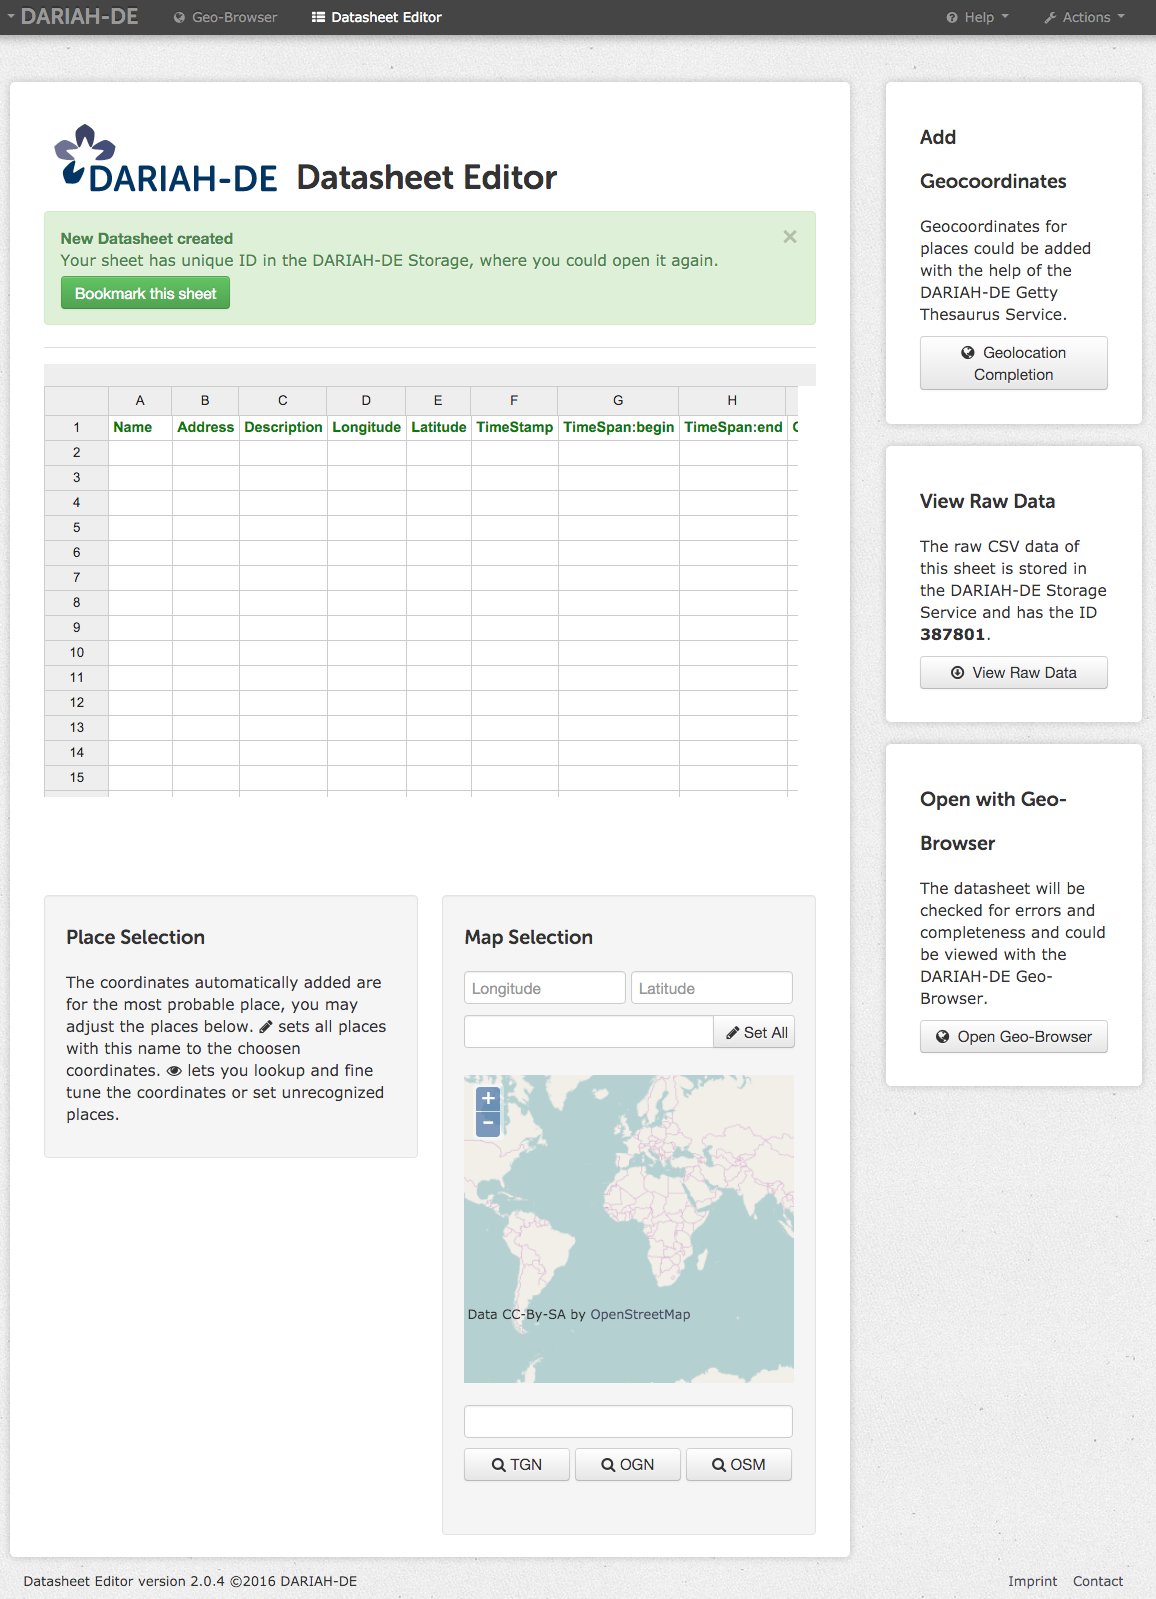 DARIAH-DE Geo-Browser Datasheet Editor Help Actions
DARIAH-DE Datasheet Editor
New Datasheet created ×
Your sheet has unique ID in the DARIAH-DE Storage, where you could open it again.
Bookmark this sheet
A B C D E F G H
1 Name Address Description Longitude Latitude TimeStamp TimeSpan:begin TimeSpan:end
2
3
4
5
6
7
8
9
10
11
12
13
14
15
Place Selection
The coordinates automatically added are
for the most probable place, you may
adjust the places below. sets all places
with this name to the choosen
coordinates. lets you lookup and fine
tune the coordinates or set unrecognized
places.
Map Selection
Longitude Latitude
Set All
+
−
Data CC-By-SA by OpenStreetMap
TGN OGN OSM
Add
Geocoordinates
Geocoordinates for
places could be added
with the help of the
DARIAH-DE Getty
Thesaurus Service.
Geolocation
Completion
View Raw Data
The raw CSV data of
this sheet is stored in
the DARIAH-DE Storage
Service and has the ID
387801.
View Raw Data
Open with Geo-
Browser
The datasheet will be
checked for errors and
completeness and could
be viewed with the
DARIAH-DE Geo-
Browser.
Open Geo-Browser
Datasheet Editor version 2.0.4 ©2016 DARIAH-DE Imprint Contact